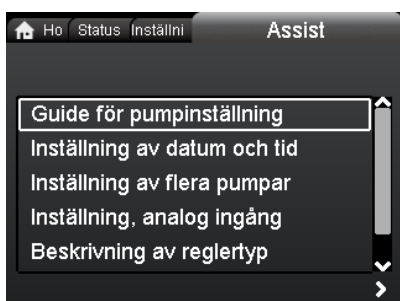 Ho Status Inställni Assist
Guide för pumpinställning
Inställning av datum och tid
Inställning av flera pumpar
Inställning, analog ingång
Beskrivning av reglertyp